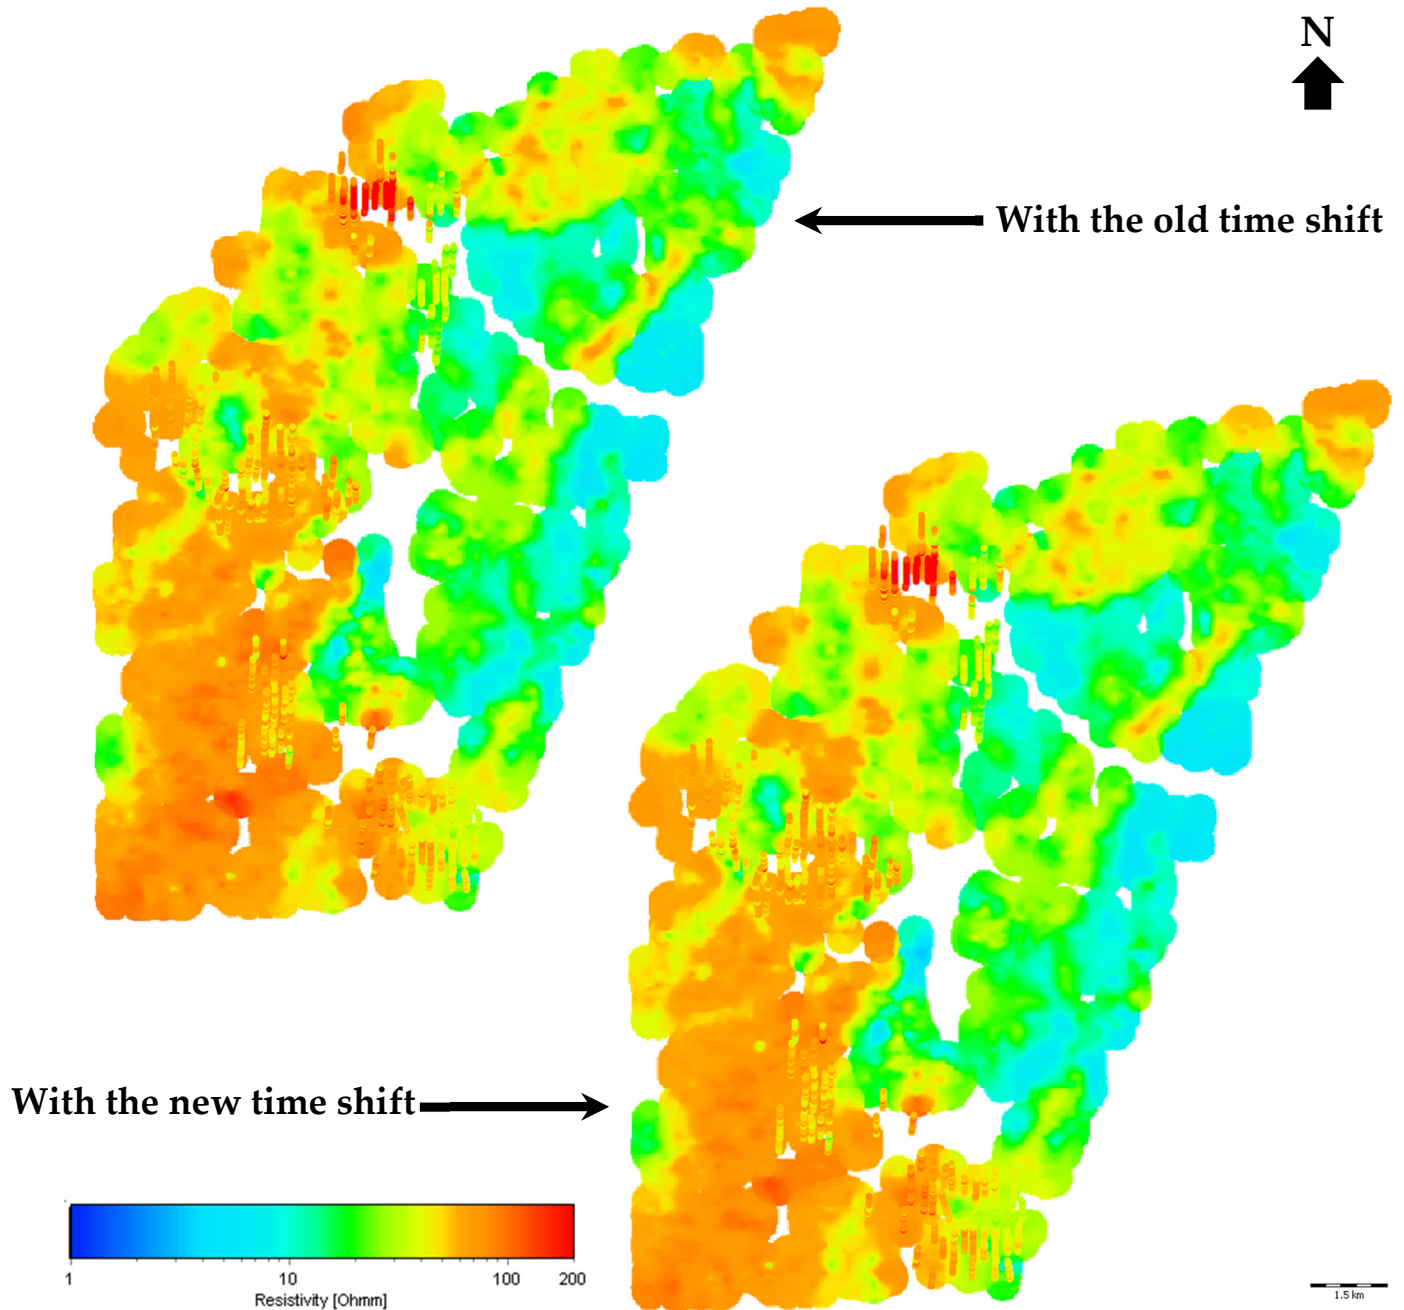 N
With the old time shift
With the new time shift
1 10 100 200
Resistivity [Ohmm]
1.5 km